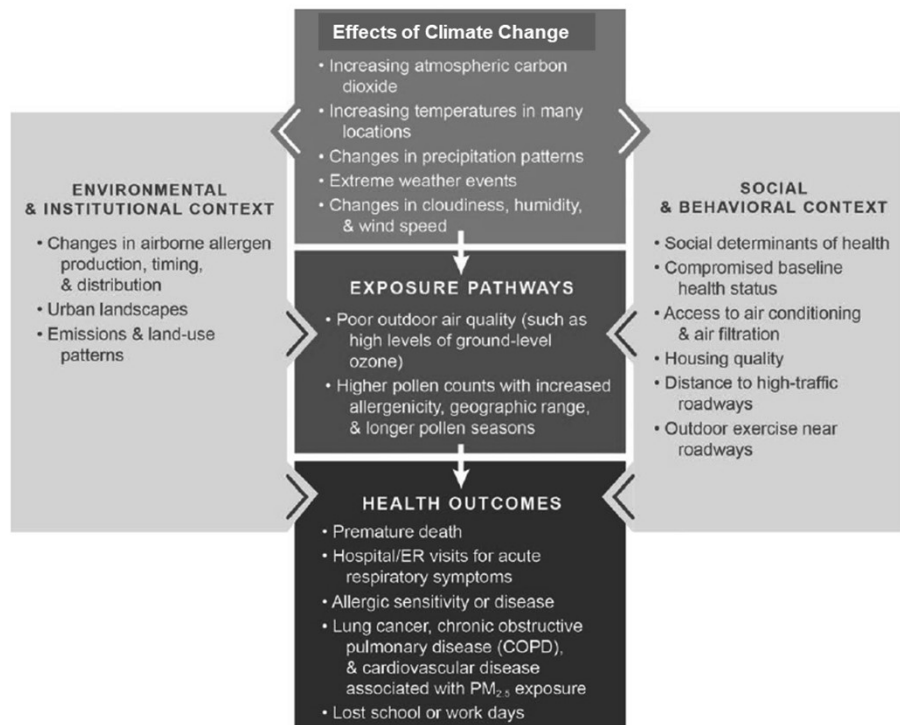 Effects of Climate Change
• Increasing atmospheric carbon
dioxide
• Increasing temperatures in many
locations
• Changes in precipitation patterns
• Extreme weather events
• Changes in cloudiness, humidity,
& wind speed
ENVIRONMENTAL
& INSTITUTIONAL CONTEXT
• Changes in airborne allergen
production, timing,
& distribution
• Urban landscapes
• Emissions & land-use
patterns
EXPOSURE PATHWAYS
• Poor outdoor air quality (such as
high levels of ground-level
ozone)
• Higher pollen counts with increased
allergenicity, geographic range,
& longer pollen seasons
SOCIAL
& BEHAVIORAL CONTEXT
• Social determinants of health
• Compromised baseline
health status
• Access to air conditioning
& air filtration
• Housing quality
• Distance to high-traffic
roadways
• Outdoor exercise near
roadways
HEALTH OUTCOMES
• Premature death
• Hospital/ER visits for acute
respiratory symptoms
• Allergic sensitivity or disease
• Lung cancer, chronic obstructive
pulmonary disease (COPD),
& cardiovascular disease
associated with PM₂.₅ exposure
• Lost school or work days